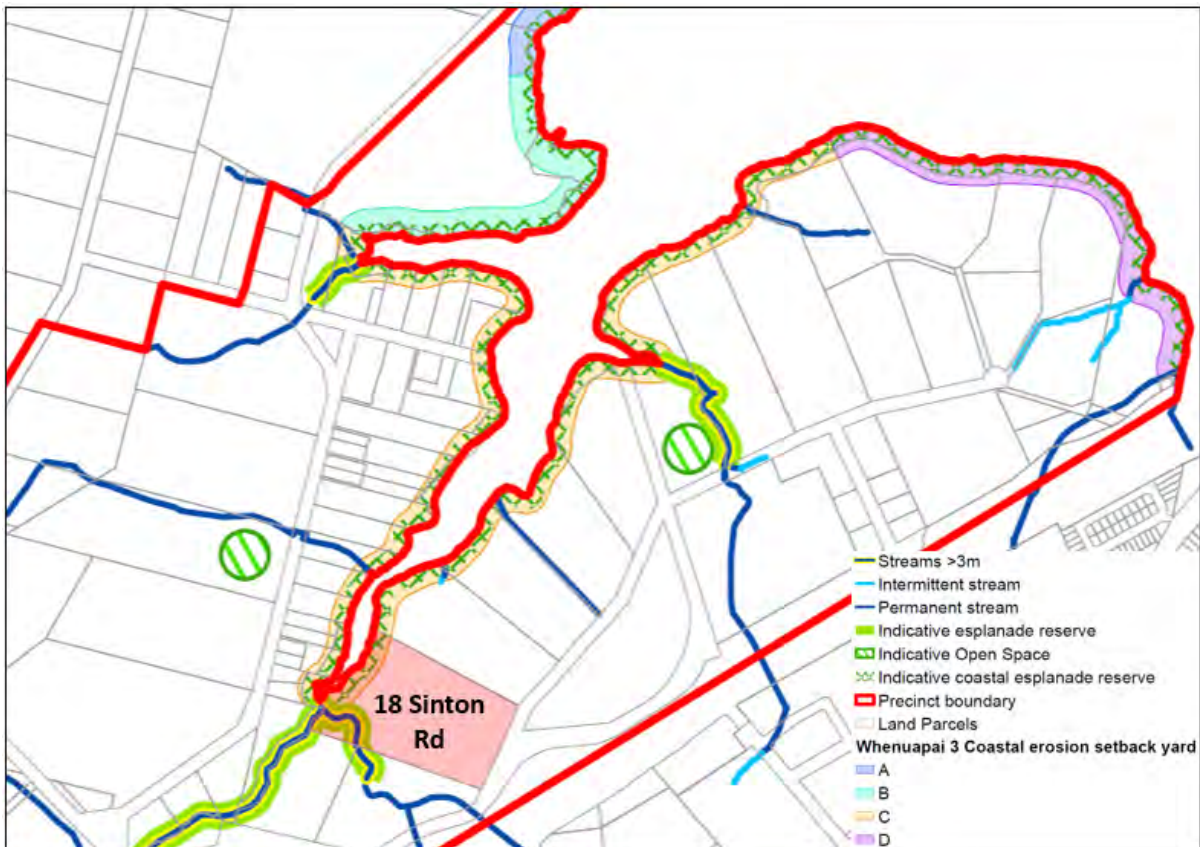 18 Sinton
Rd
Streams >3m
Intermittent stream
Permanent stream
Indicative esplanade reserve
Indicative Open Space
Indicative coastal esplanade reserve
Precinct boundary
Land Parcels
Whenuapai 3 Coastal erosion setback yard
A
B
C
D